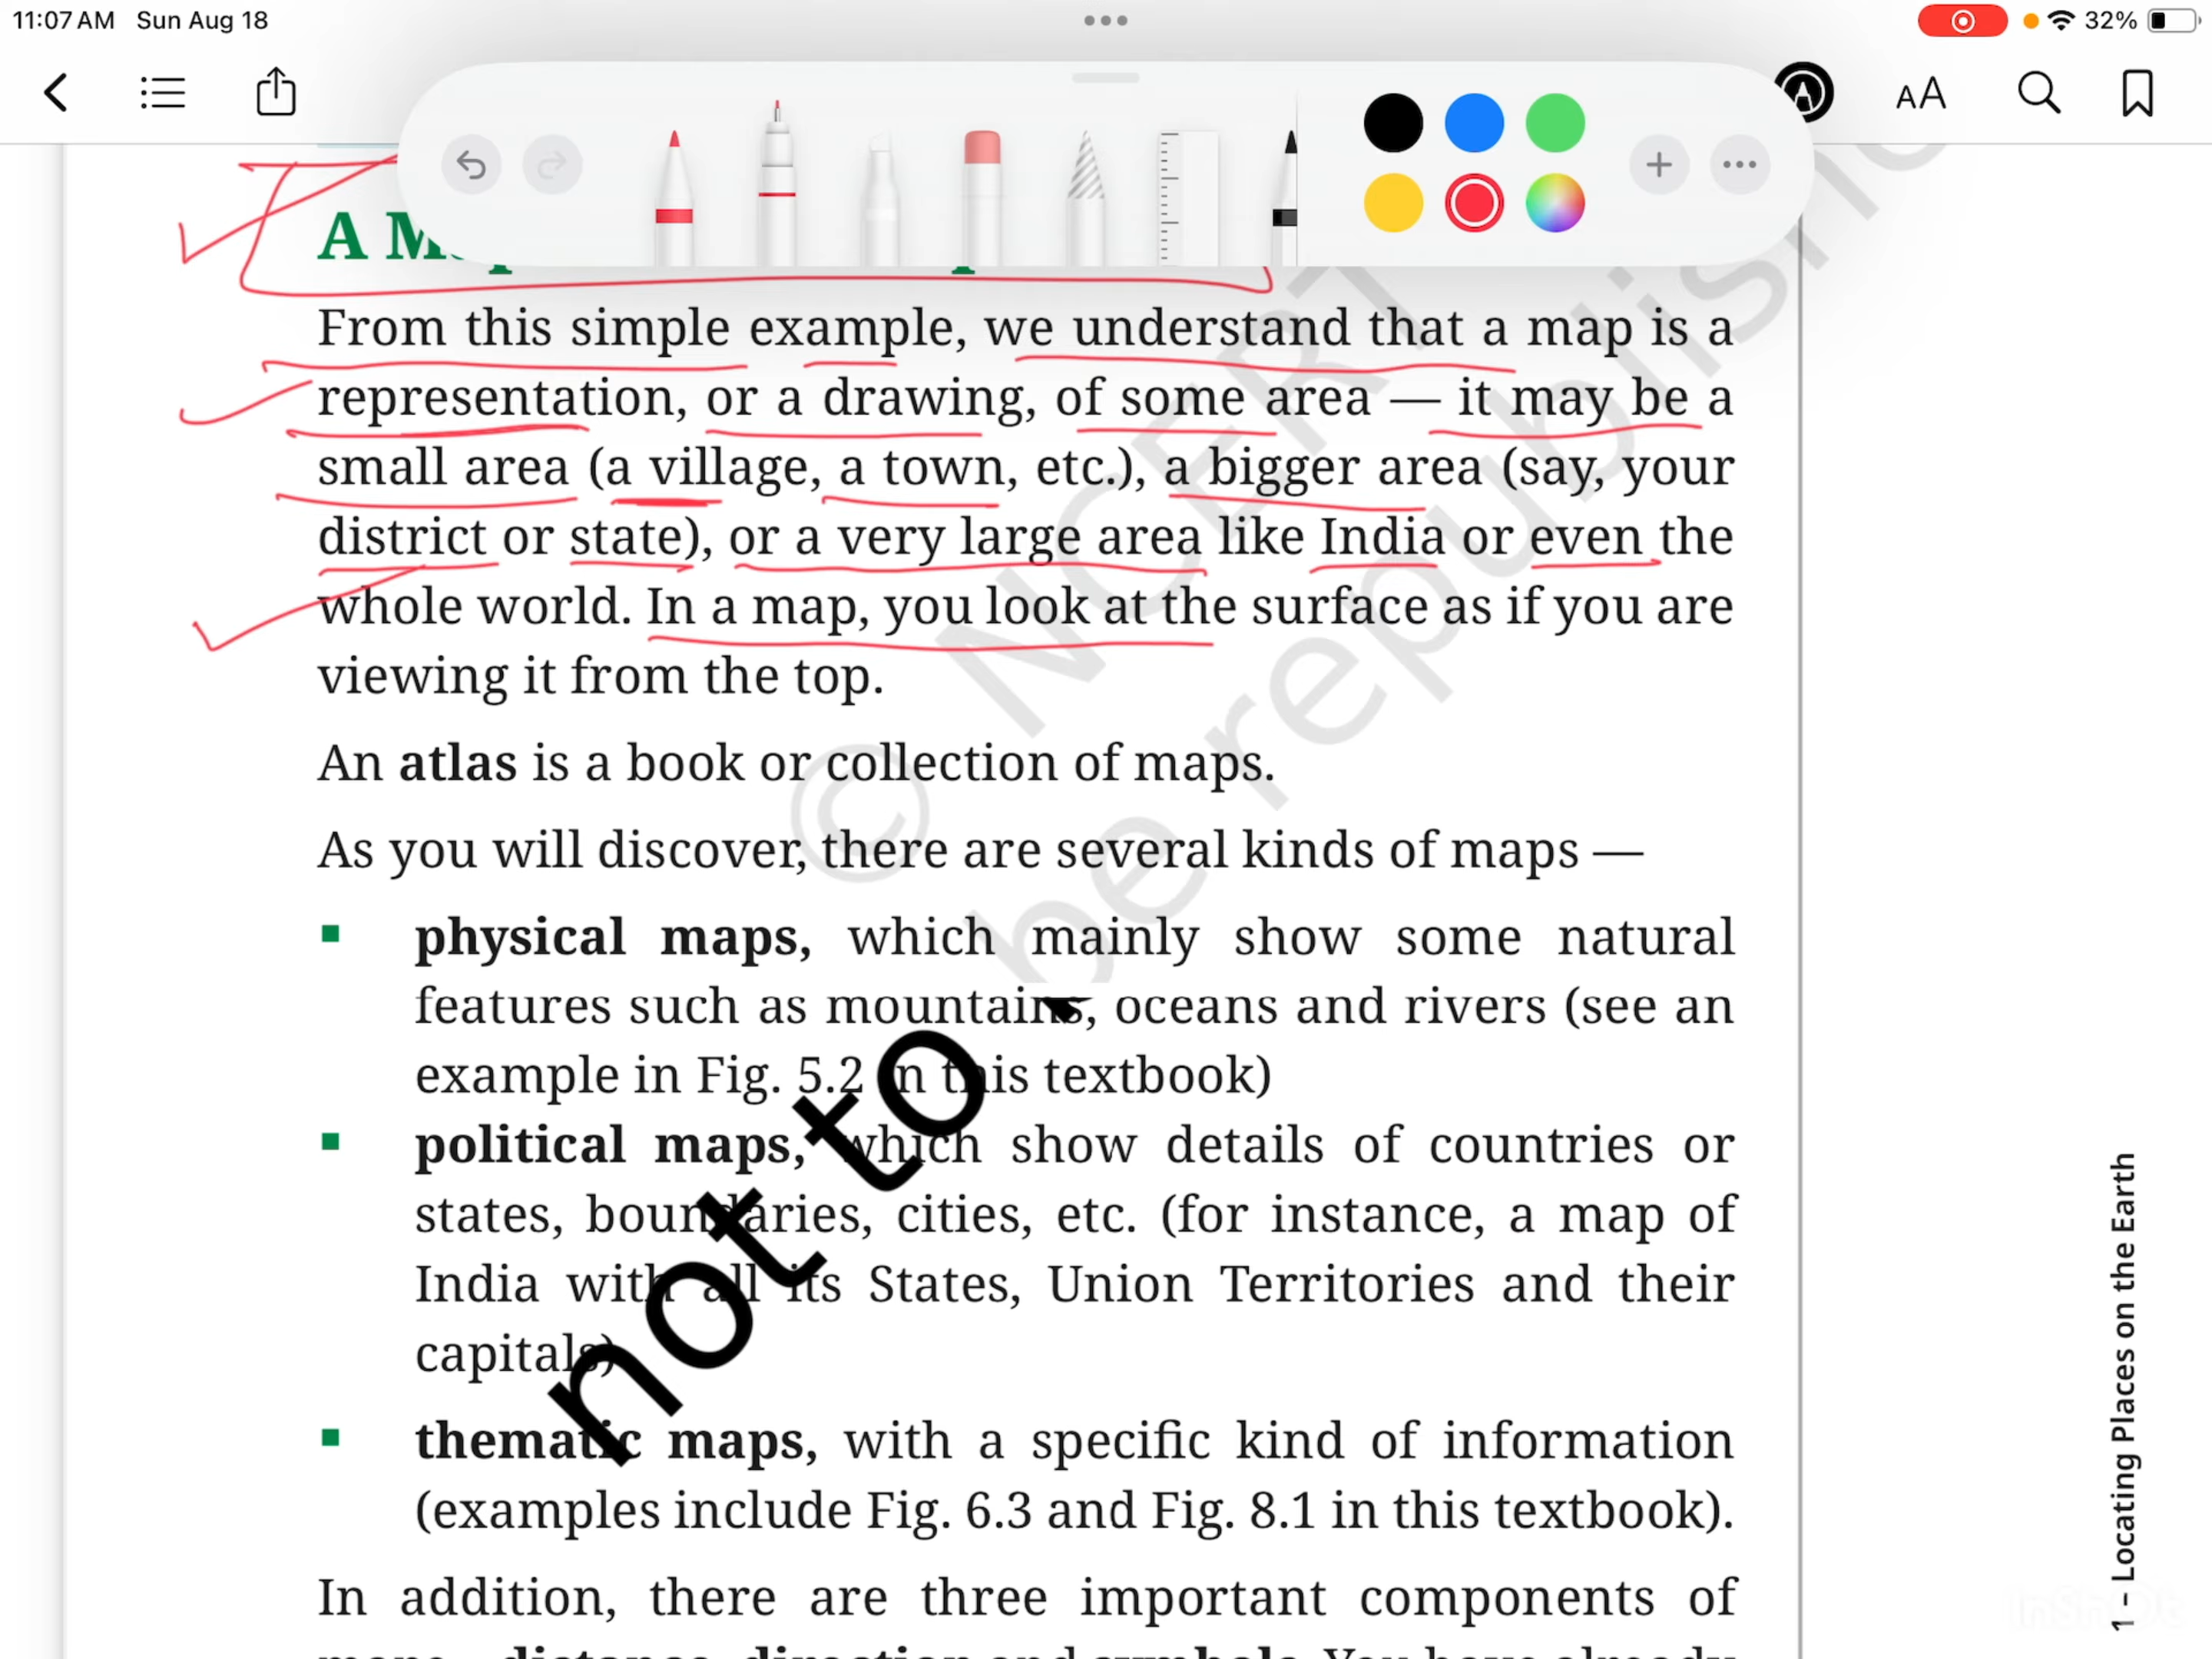 11:07 AM Sun Aug 18
32%
AA
A M
From this simple example, we understand that a map is a
representation, or a drawing, of some area — it may be a
small area (a village, a town, etc.), a bigger area (say, your
district or state), or a very large area like India or even the
whole world. In a map, you look at the surface as if you are
viewing it from the top.
An atlas is a book or collection of maps.
As you will discover, there are several kinds of maps —
physical maps, which mainly show some natural
features such as mountains, oceans and rivers (see an
example in Fig. 5.2 in this textbook)
political maps, which show details of countries or
states, boundaries, cities, etc. (for instance, a map of
India with all its States, Union Territories and their
capitals)
thematic maps, with a specific kind of information
(examples include Fig. 6.3 and Fig. 8.1 in this textbook).
In addition, there are three important components of
distance, direction and symbols. You have already
© NCERT
not to be republished
1 – Locating Places on the Earth